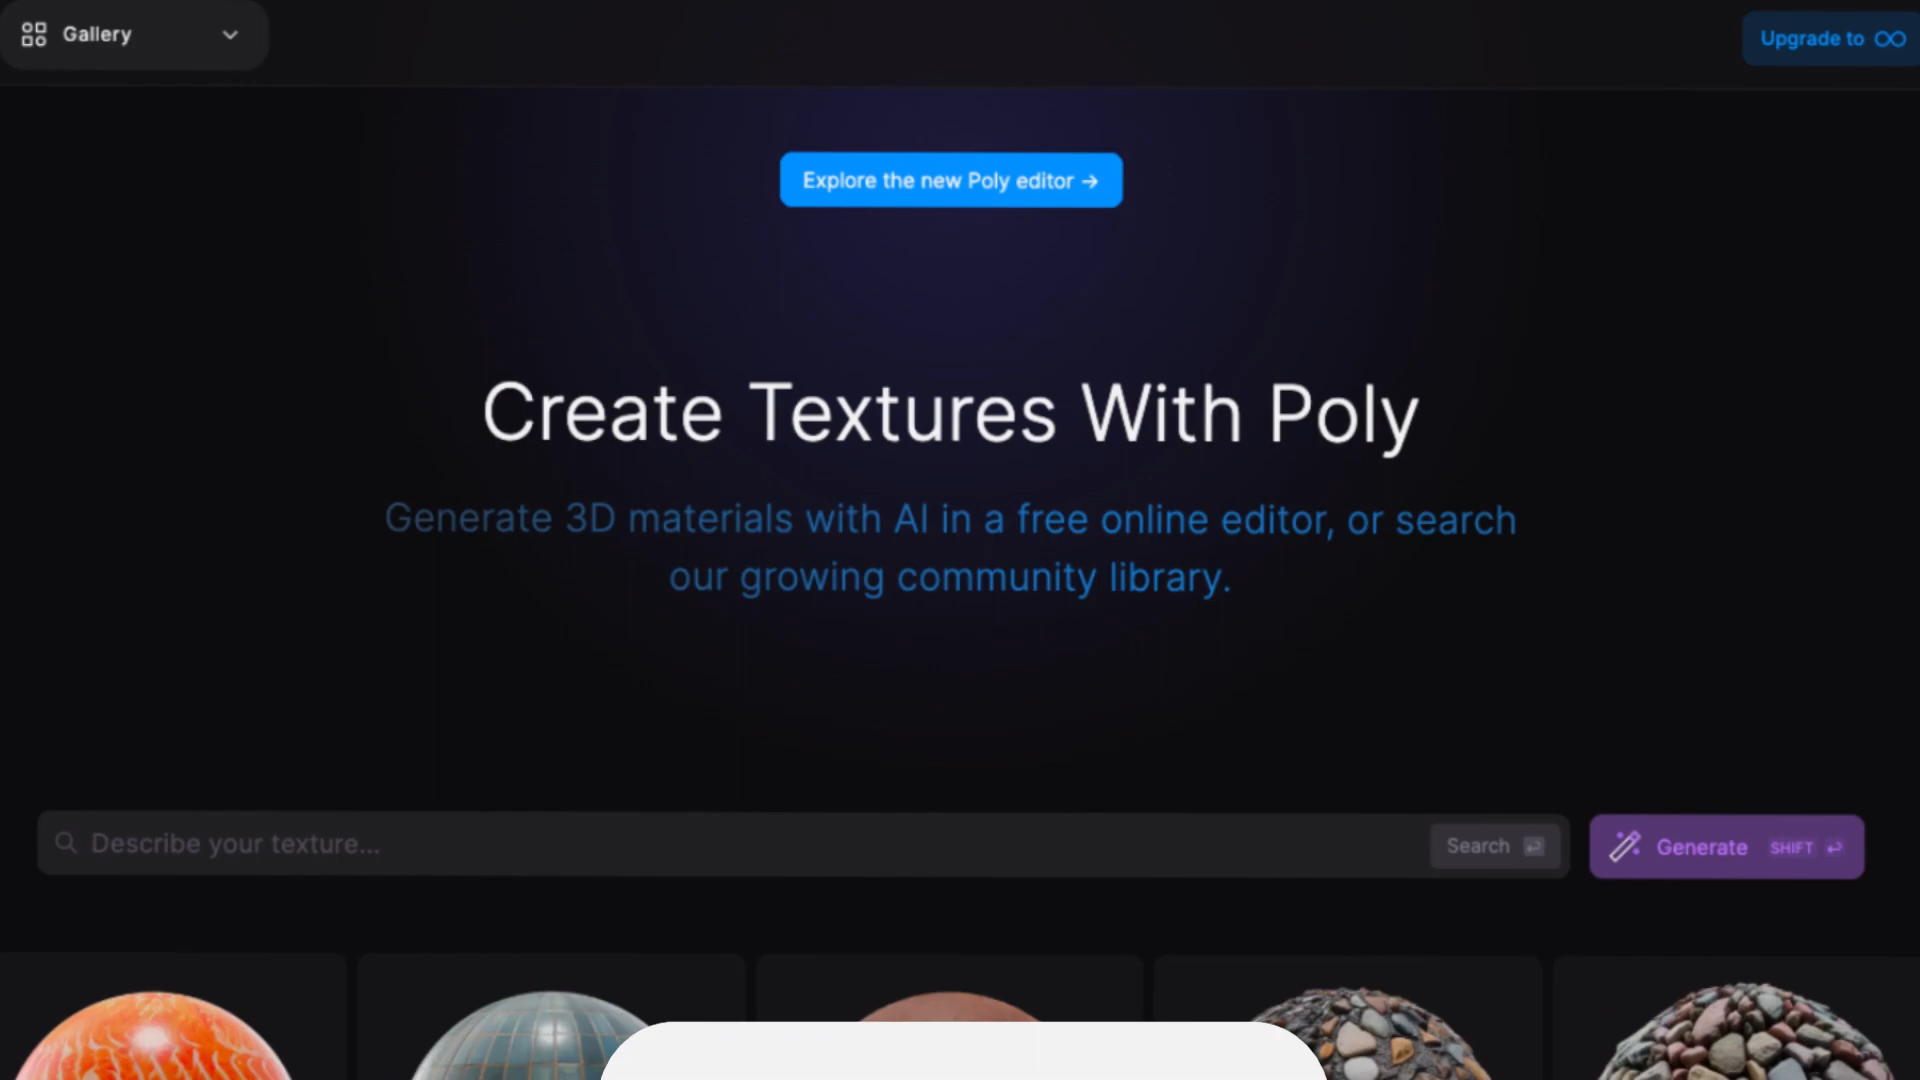 Gallery
Upgrade to
Explore the new Poly editor →
Create Textures With Poly
Generate 3D materials with AI in a free online editor, or search
our growing community library.
Describe your texture...
Search
Generate SHIFT